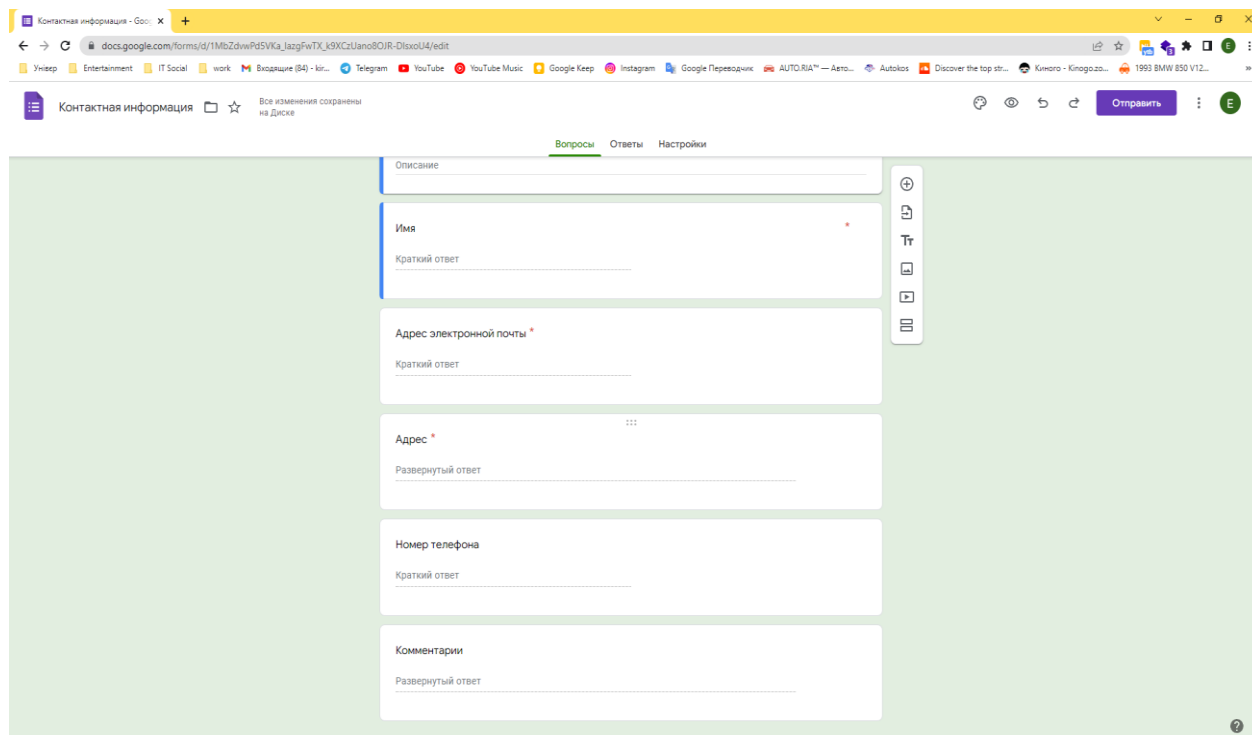 Контактная информация - Goo
docs.google.com/forms/d/1MbZdvwPd5VKa_IazgFwTX_k9XCzUano8OJR-DIsxoU4/edit
Універ Entertainment IT Social work Входящие (84) - kir... Telegram YouTube YouTube Music Google Keep Instagram Google Переводчик AUTO.RIA™ — Авто... Autokos Discover the top str... Киного - Kinogo.zo... 1993 BMW 850 V12... »
Контактная информация
Все изменения сохранены
на Диске
Отправить
E
Вопросы Ответы Настройки
Описание
Имя *
Краткий ответ
Адрес электронной почты *
Краткий ответ
Адрес *
Развернутый ответ
Номер телефона
Краткий ответ
Комментарии
Развернутый ответ